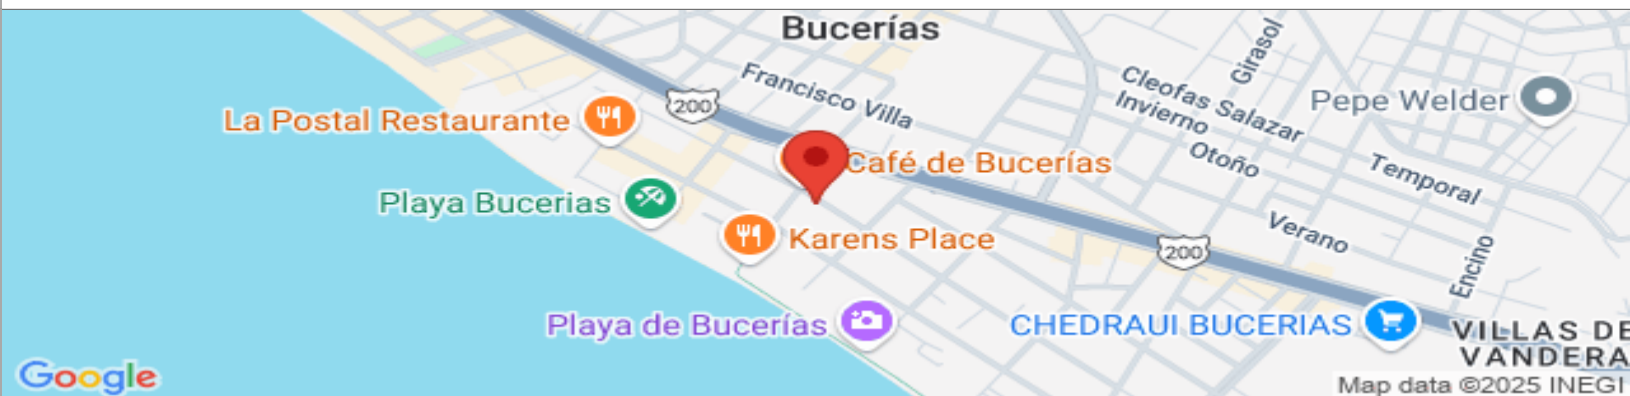 Bucerías
Girasol
Francisco Villa
Cleofas Salazar
Pepe Welder
200
La Postal Restaurante
Invierno
Otoño
Café de Bucerías
Temporal
Playa Bucerias
Karens Place
Verano
200
Encino
Playa de Bucerías
CHEDRAUI BUCERIAS
VILLAS DE
VANDERA
Google
Map data ©2025 INEGI